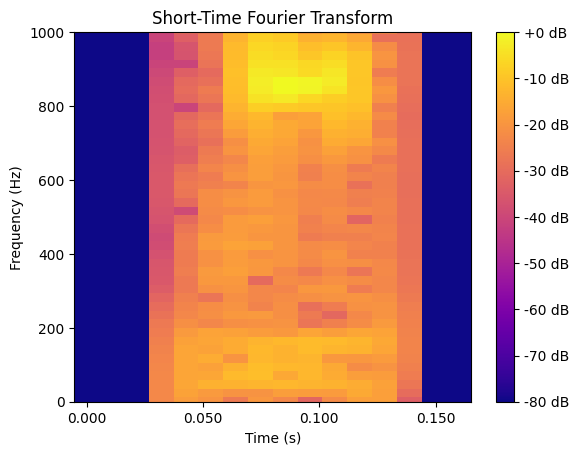 Short-Time Fourier Transform
1000
800
600
400
200
0
Frequency (Hz)
0.000
0.050
0.100
0.150
Time (s)
+0 dB
-10 dB
-20 dB
-30 dB
-40 dB
-50 dB
-60 dB
-70 dB
-80 dB